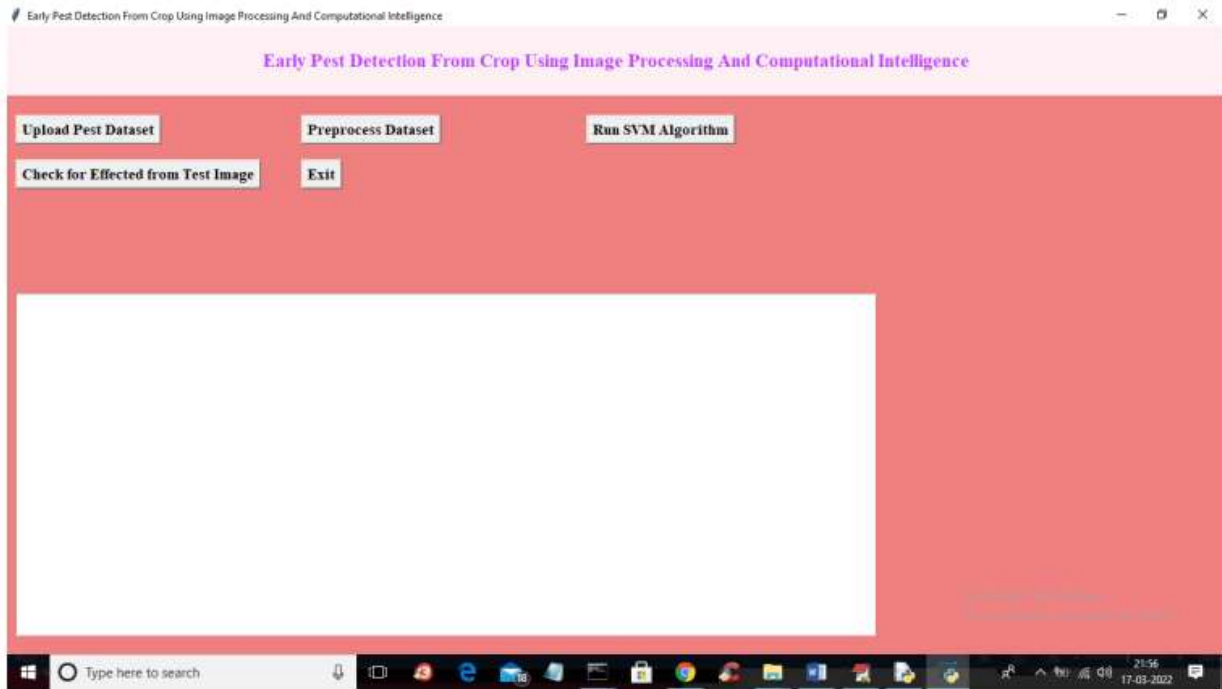 Early Pest Detection From Crop Using Image Processing And Computational Intelligence
Early Pest Detection From Crop Using Image Processing And Computational Intelligence
Upload Pest Dataset
Preprocess Dataset
Run SVM Algorithm
Check for Effected from Test Image
Exit
Type here to search
18
21:56
17-03-2022